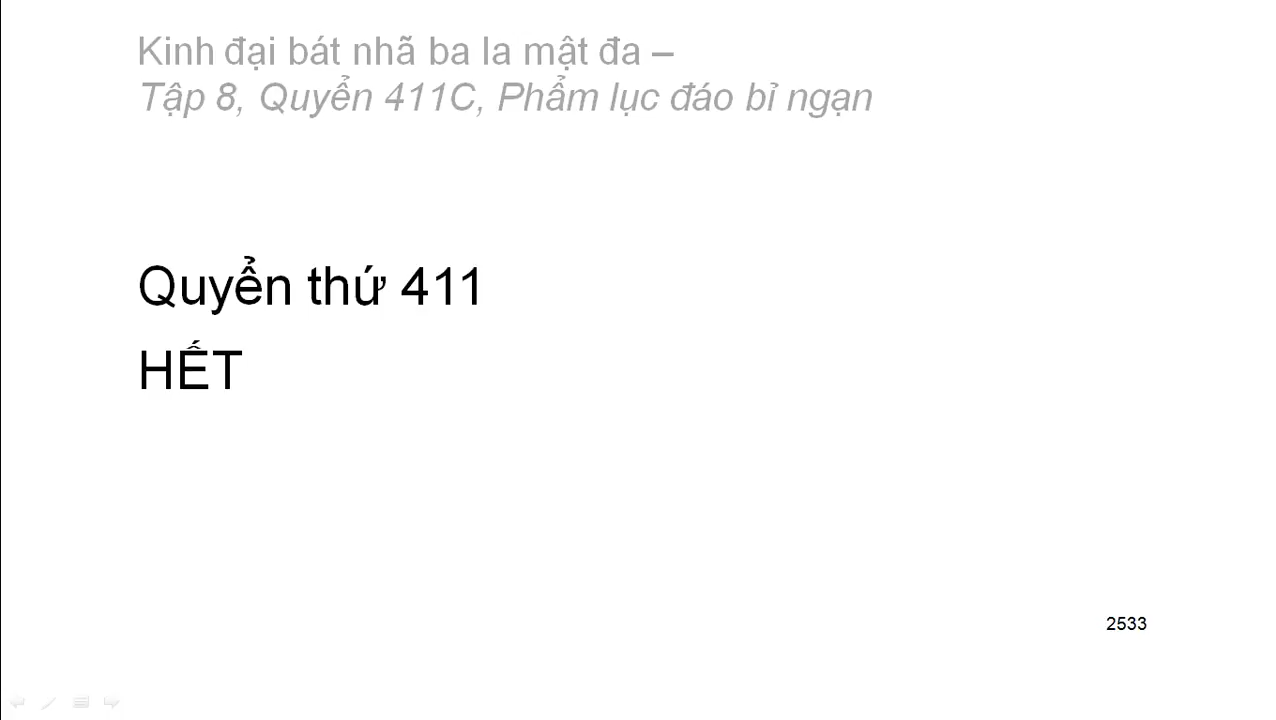 Kinh đại bát nhã ba la mật đa –
Tập 8, Quyển 411C, Phẩm lục đáo bỉ ngạn
Quyển thứ 411
HẾT
2533